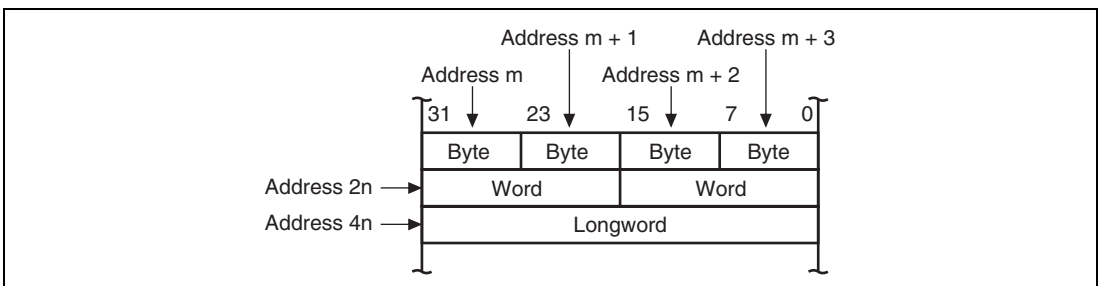 Address m + 1 Address m + 3
Address m Address m + 2
31 23 15 7 0
Byte Byte Byte Byte
Address 2n Word Word
Address 4n Longword